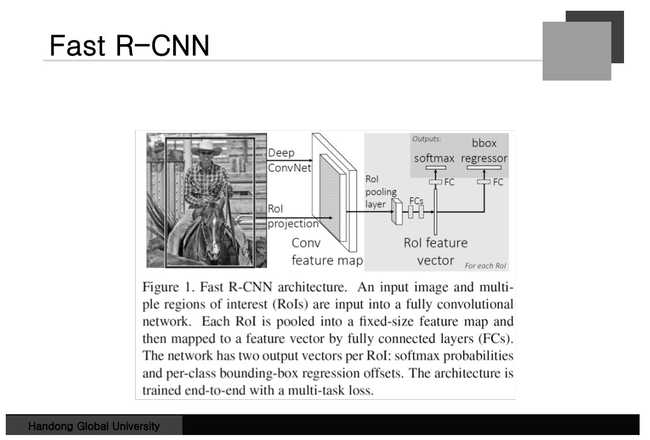 Fast R-CNN
Deep
ConvNet
RoI
projection
Conv
feature map
RoI
pooling
layer
FCs
RoI feature
vector
Outputs:
softmax
bbox
regressor
FC
FC
For each RoI
Figure 1. Fast R-CNN architecture. An input image and multi-
ple regions of interest (RoIs) are input into a fully convolutional
network. Each RoI is pooled into a fixed-size feature map and
then mapped to a feature vector by fully connected layers (FCs).
The network has two output vectors per RoI: softmax probabilities
and per-class bounding-box regression offsets. The architecture is
trained end-to-end with a multi-task loss.
Handong Global University